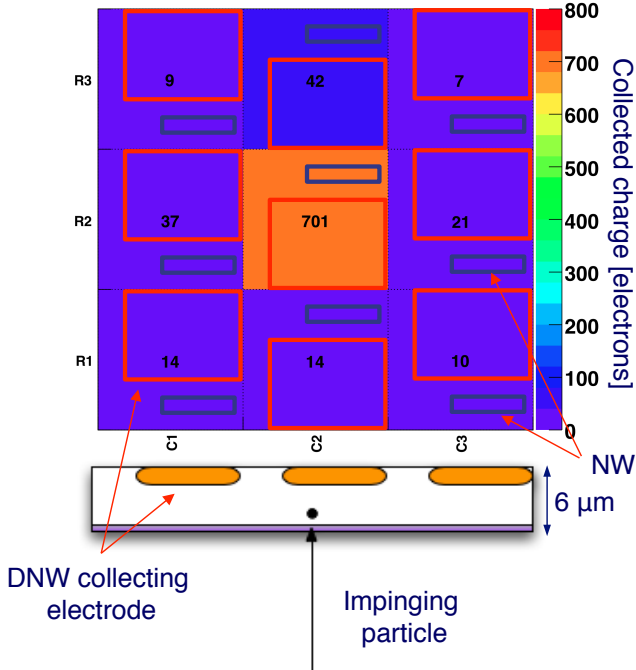 800
R3
9
42
7
700
600
R2
37
701
21
500
400
300
R1
14
14
10
200
100
0
Collected charge [electrons]
C1
C2
C3
NW
6 μm
DNW collecting
electrode
Impinging
particle